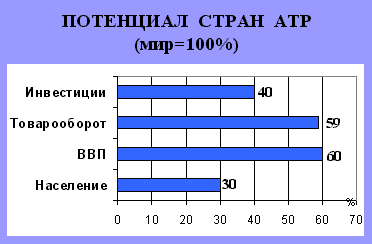 ПОТЕНЦИАЛ СТРАН АТР
(мир=100%)
Инвестиции 40
Товарооборот 59
ВВП 60
Население 30
%
0 10 20 30 40 50 60 70